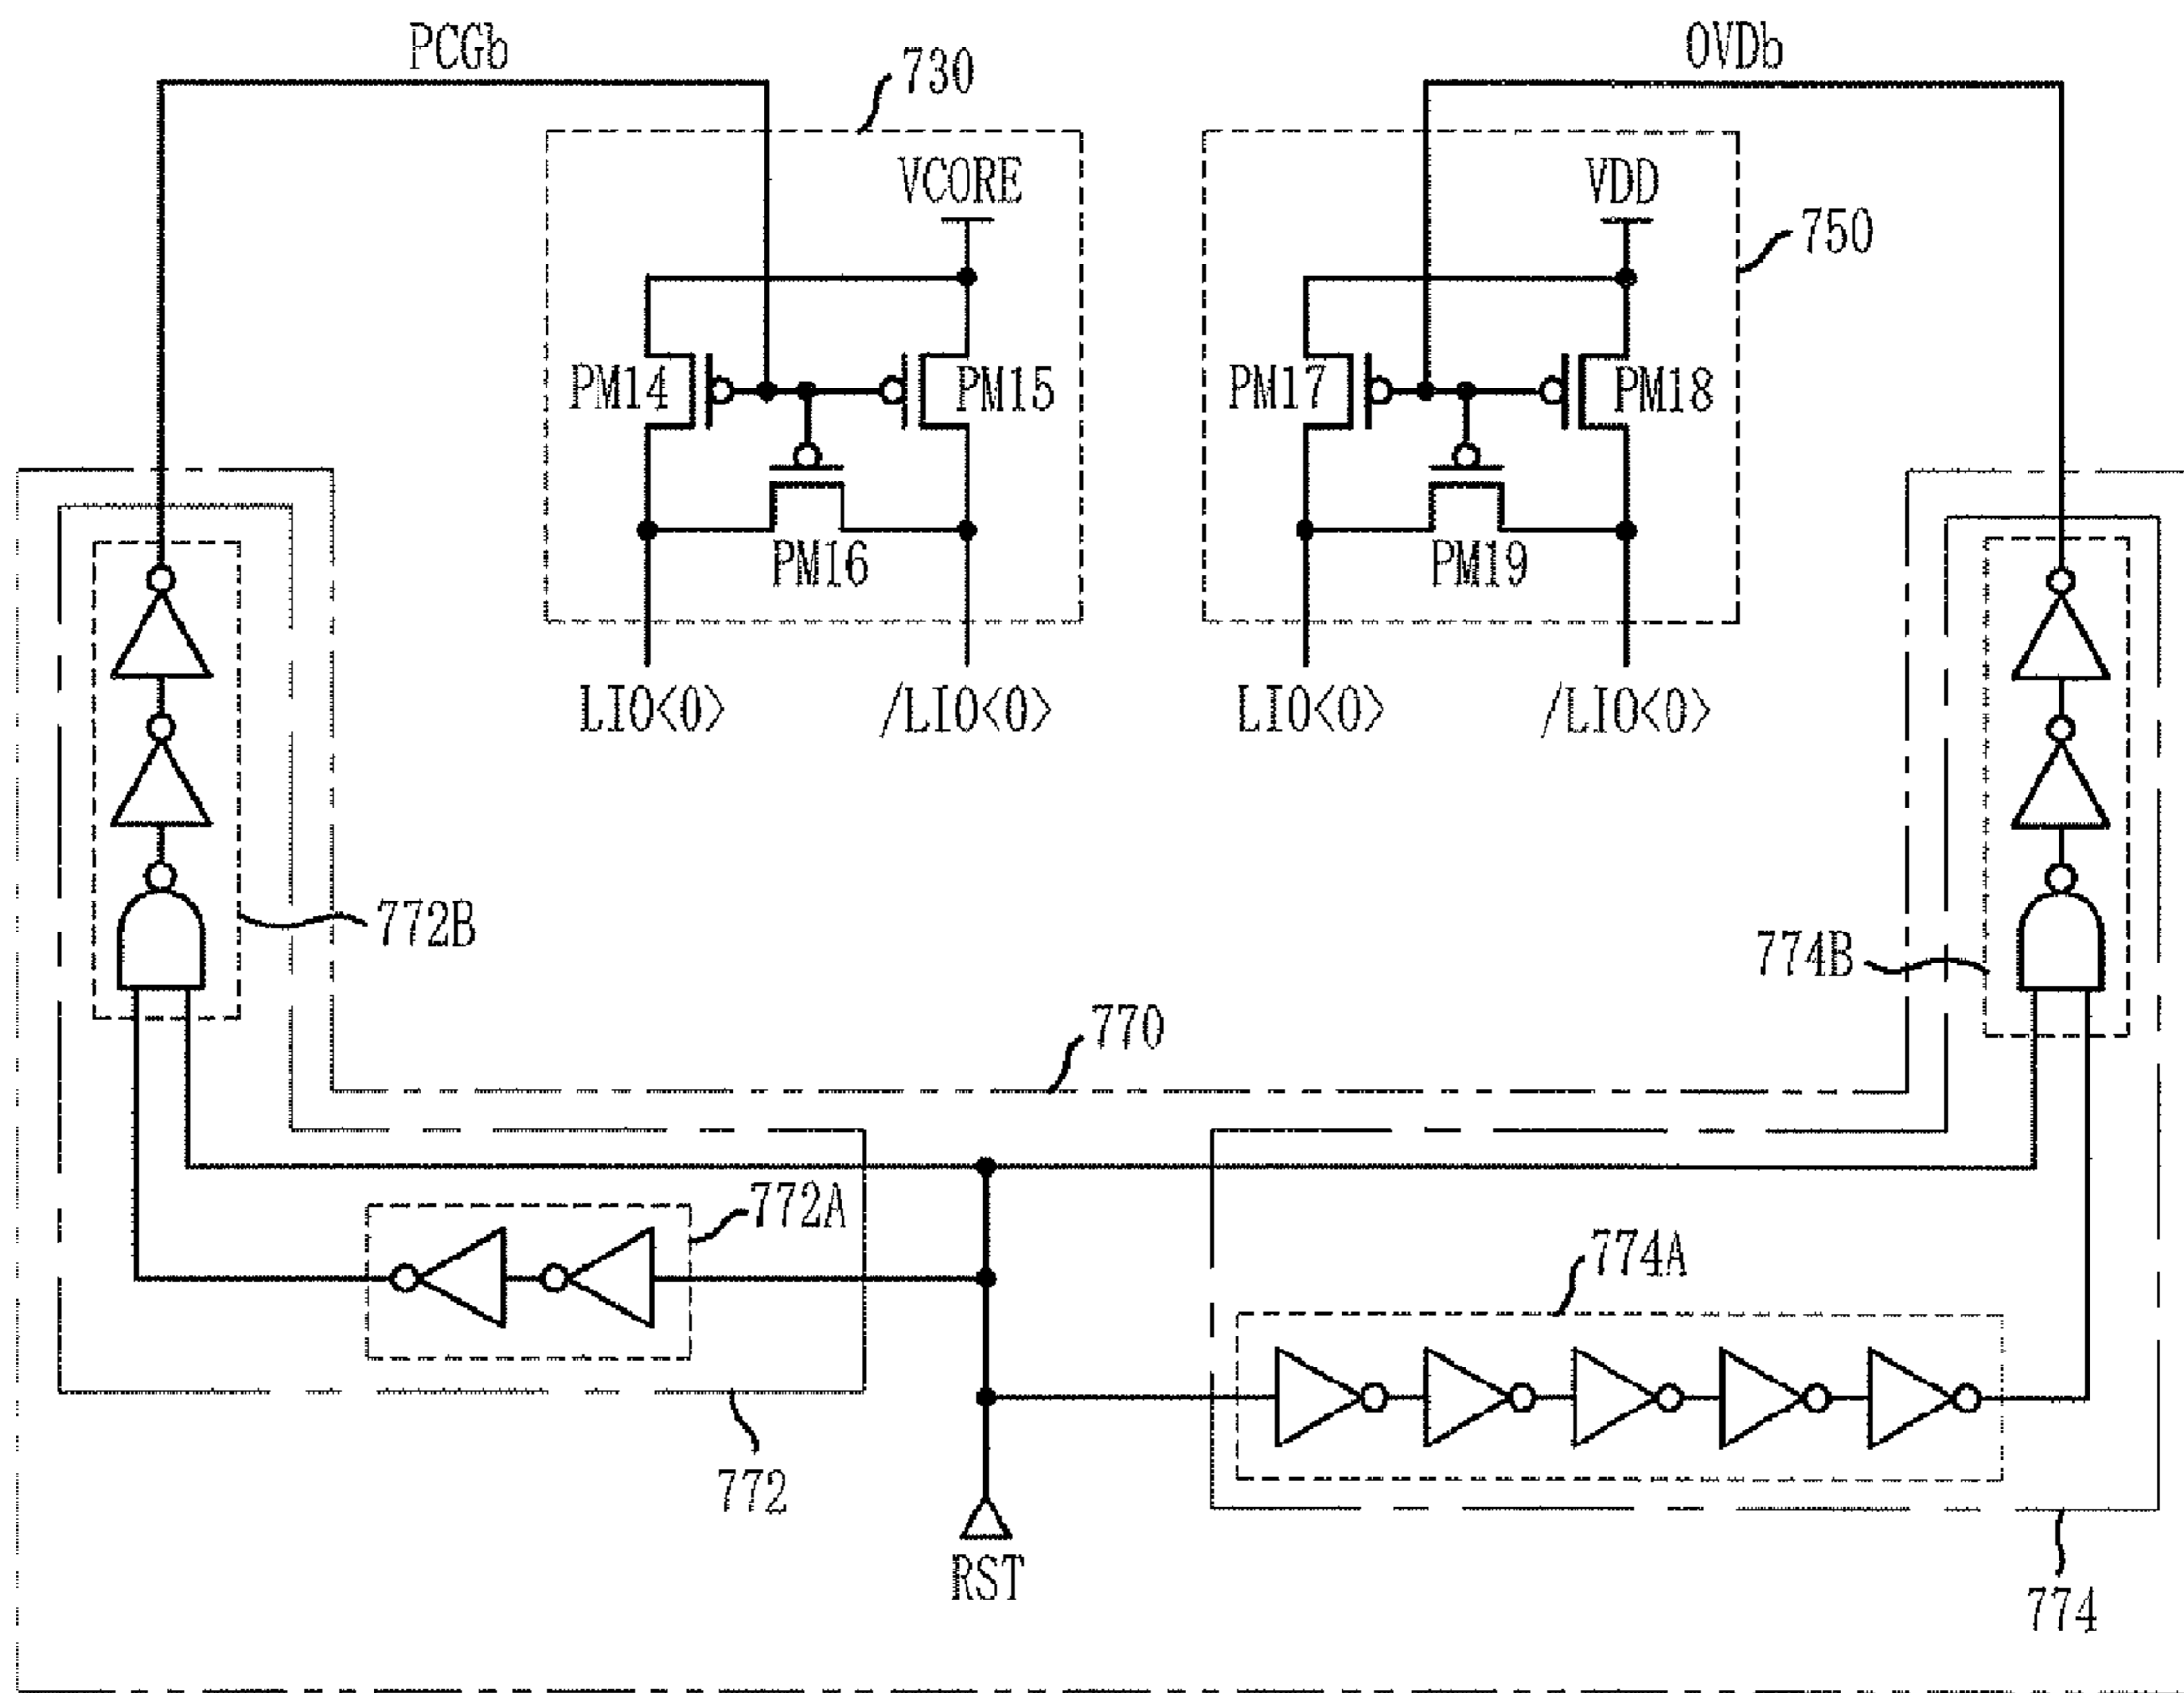 PCGb
OVDb
730
VCORE
VDD
750
PM14
PM15
PM17
PM18
PM16
PM19
LIO<0>
/LIO<0>
LIO<0>
/LIO<0>
772B
774B
770
772A
774A
772
RST
774